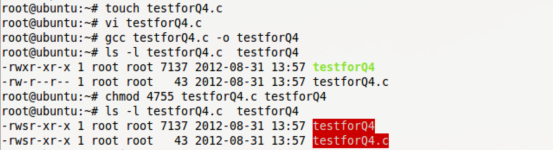 root@ubuntu:~# touch testforQ4.c
root@ubuntu:~# vi testforQ4.c
root@ubuntu:~# gcc testforQ4.c -o testforQ4
root@ubuntu:~# ls -l testforQ4.c  testforQ4
-rwxr-xr-x 1 root root 7137 2012-08-31 13:57 testforQ4
-rw-r--r-- 1 root root   43 2012-08-31 13:57 testforQ4.c
root@ubuntu:~# chmod 4755 testforQ4.c testforQ4
root@ubuntu:~# ls -l testforQ4.c  testforQ4
-rwsr-xr-x 1 root root 7137 2012-08-31 13:57 testforQ4
-rwsr-xr-x 1 root root   43 2012-08-31 13:57 testforQ4.c